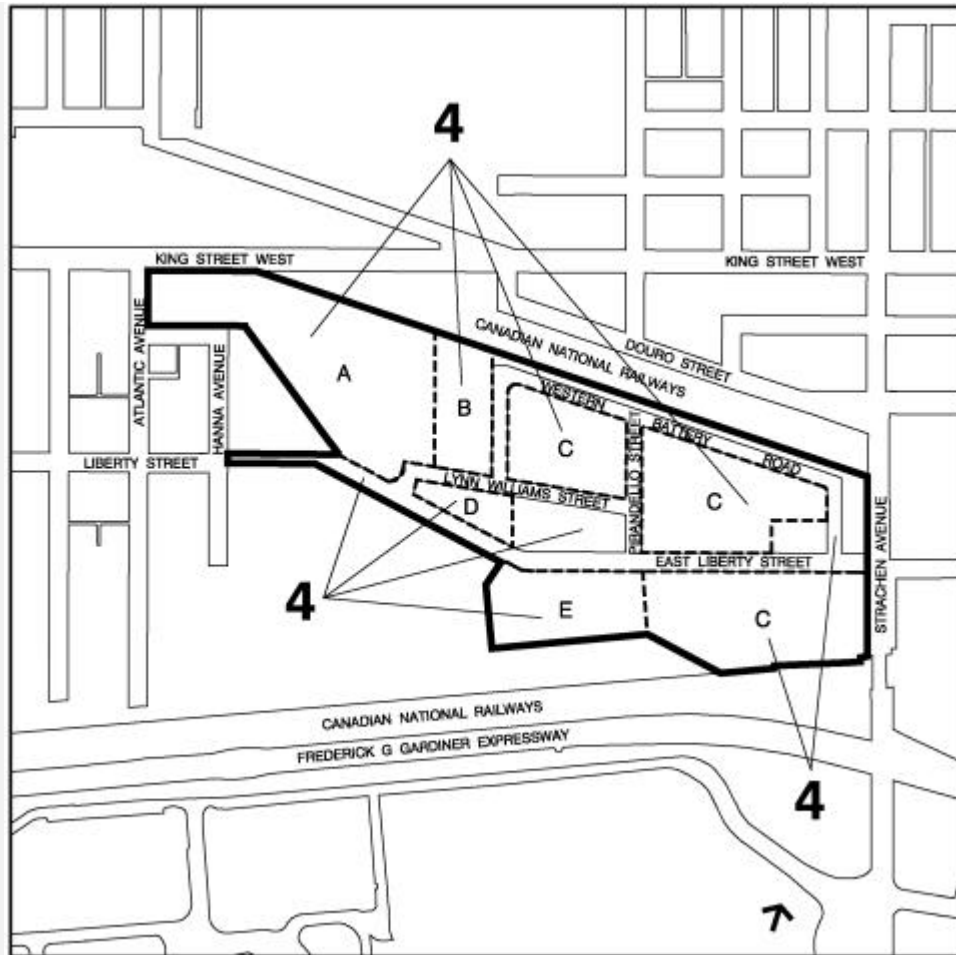 4
KING STREET WEST
KING STREET WEST
CANADIAN NATIONAL RAILWAYS
DOURO STREET
ATLANTIC AVENUE
HANNA AVENUE
A
B
C
WESTERN BATTERY ROAD
PIRANDELLO STREET
C
LIBERTY STREET
LYNN WILLIAMS STREET
D
EAST LIBERTY STREET
STRACHEN AVENUE
4
E
C
CANADIAN NATIONAL RAILWAYS
FREDERICK G GARDINER EXPRESSWAY
4